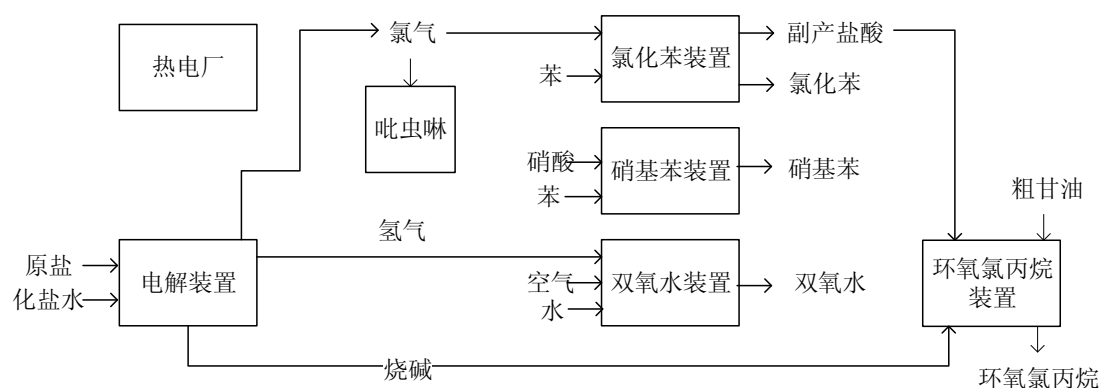 热电厂
氯气
苯
氯化苯装置
副产盐酸
氯化苯
吡虫啉
硝酸
苯
硝基苯装置
硝基苯
粗甘油
氢气
原盐
化盐水
电解装置
空气
水
双氧水装置
双氧水
环氧氯丙烷
装置
烧碱
环氧氯丙烷